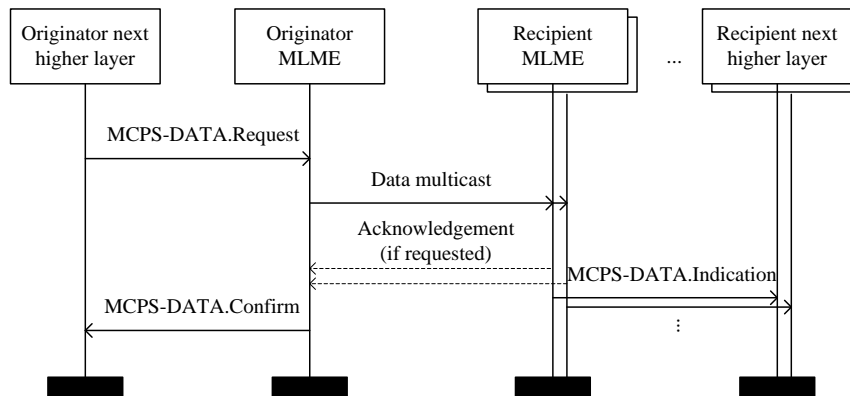 Originator next
higher layer
Originator
MLME
Recipient
MLME
...
Recipient next
higher layer
MCPS-DATA.Request
Data multicast
Acknowledgement
(if requested)
MCPS-DATA.Indication
MCPS-DATA.Confirm
...